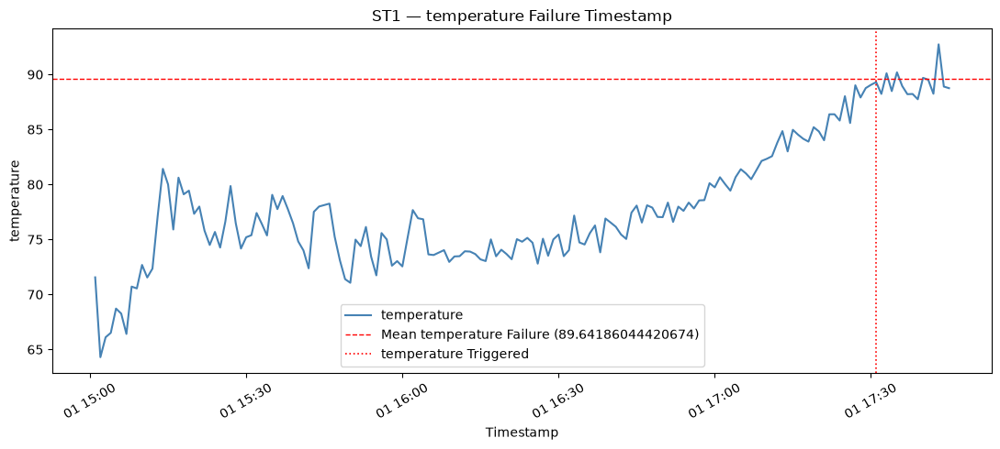 ST1 — temperature Failure Timestamp
temperature
90
85
80
75
70
65
temperature
Mean temperature Failure (89.64186044420674)
temperature Triggered
01 15:00
01 15:30
01 16:00
01 16:30
01 17:00
01 17:30
Timestamp